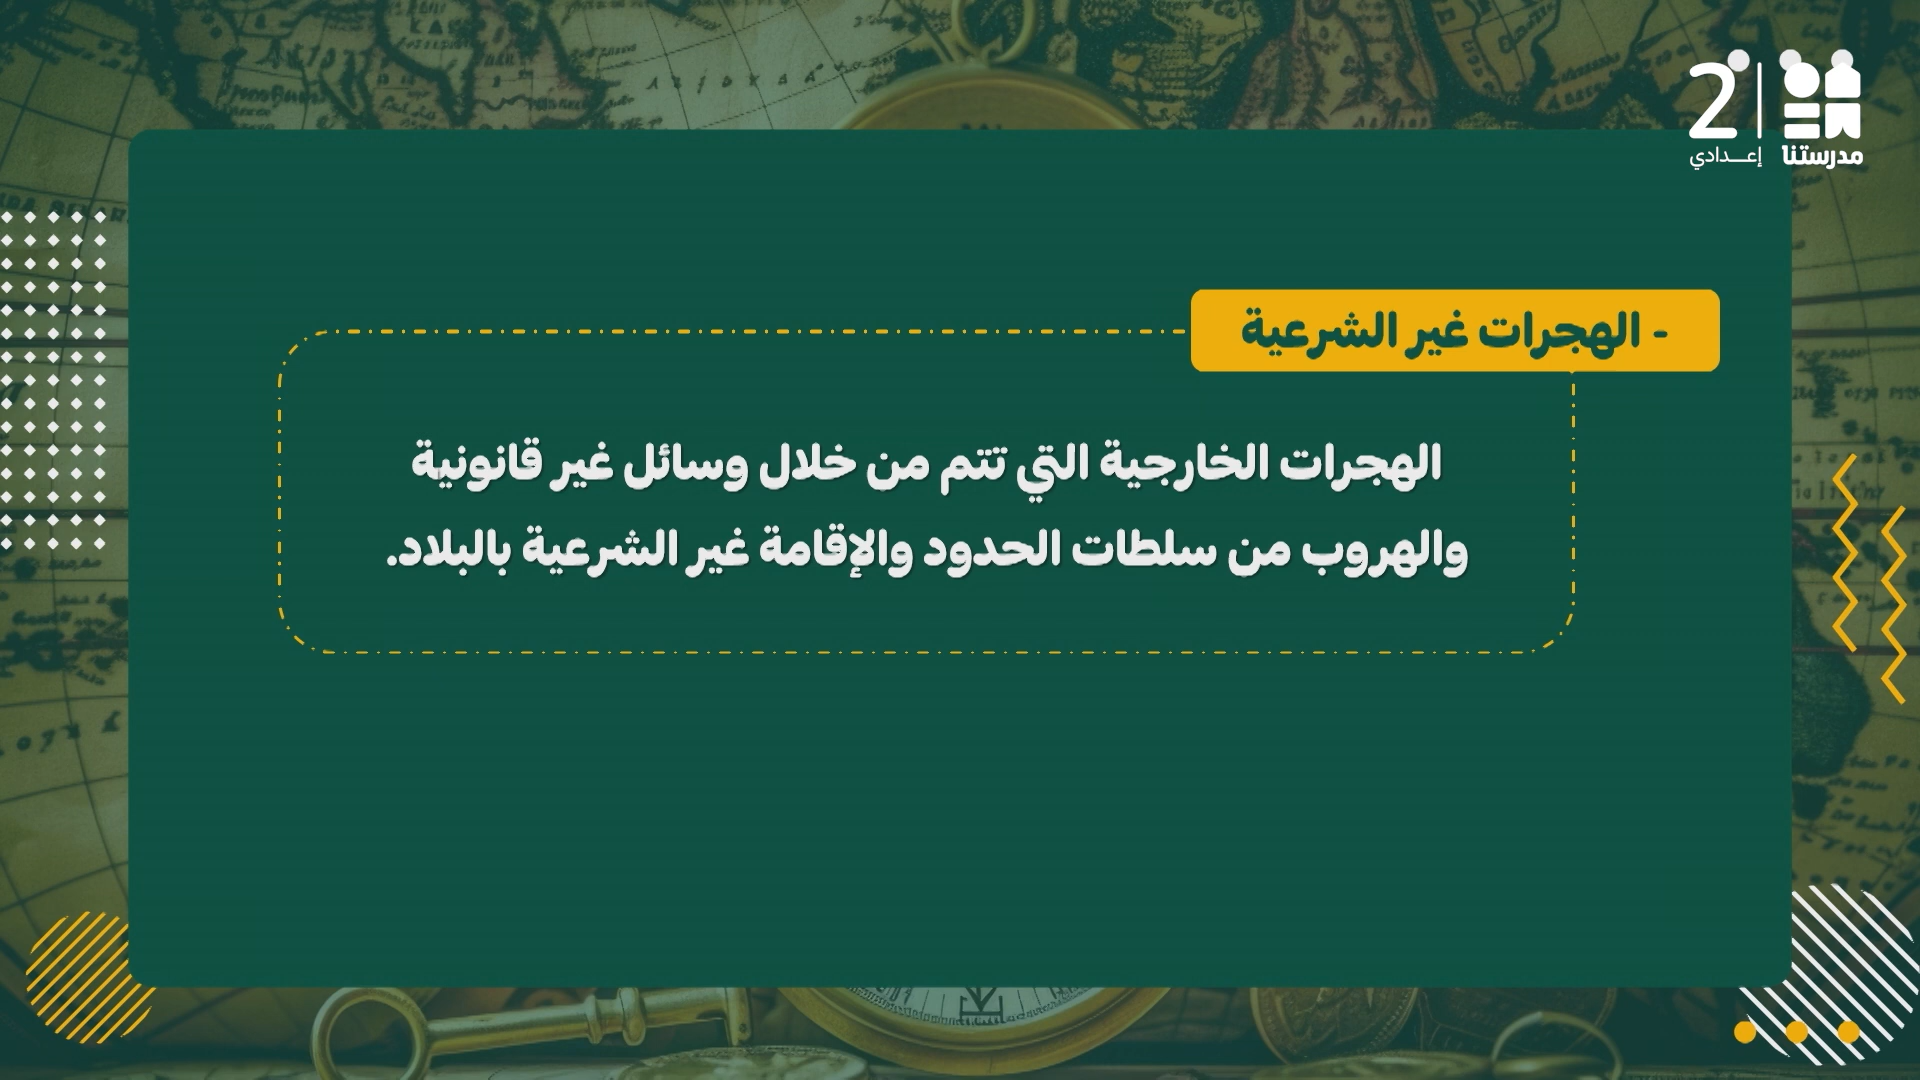 مدرستنا
2
إعـدادي
- الهجرات غير الشرعية
الهجرات الخارجية التي تتم من خلال وسائل غير قانونية
والهروب من سلطات الحدود والإقامة غير الشرعية بالبلاد.